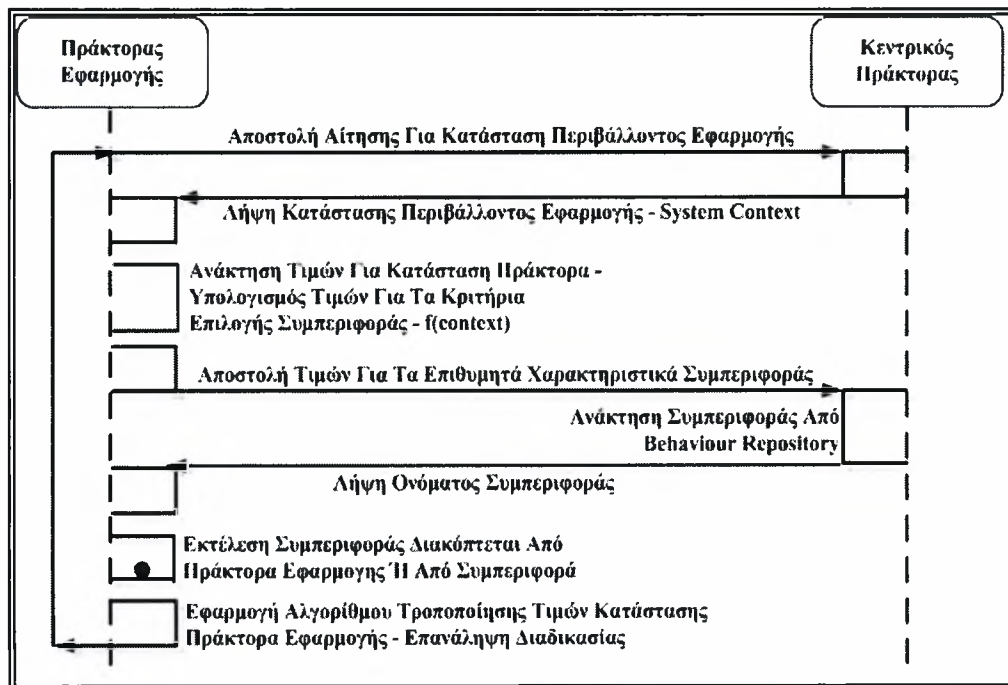 Πράκτορας
Εφαρμογής
Κεντρικός
Πράκτορας
Αποστολή Αίτησης Για Κατάσταση Περιβάλλοντος Εφαρμογής
Λήψη Κατάστασης Περιβάλλοντος Εφαρμογής - System Context
Ανάκτηση Τιμών Για Κατάσταση Πράκτορα -
Υπολογισμός Τιμών Για Τα Κριτήρια
Επιλογής Συμπεριφοράς - f(context)
Αποστολή Τιμών Για Τα Επιθυμητά Χαρακτηριστικά Συμπεριφοράς
Ανάκτηση Συμπεριφοράς Από
Behaviour Repository
Λήψη Ονόματος Συμπεριφοράς
Εκτέλεση Συμπεριφοράς Διακόπτεται Από
Πράκτορα Εφαρμογης Ή Από Συμπεριφορά
Εφαρμογή Αλγορίθμου Τροποποίησης Τιμών Κατάστασης
Πράκτορα Εφαρμογής - Επανάληψη Διαδικασίας